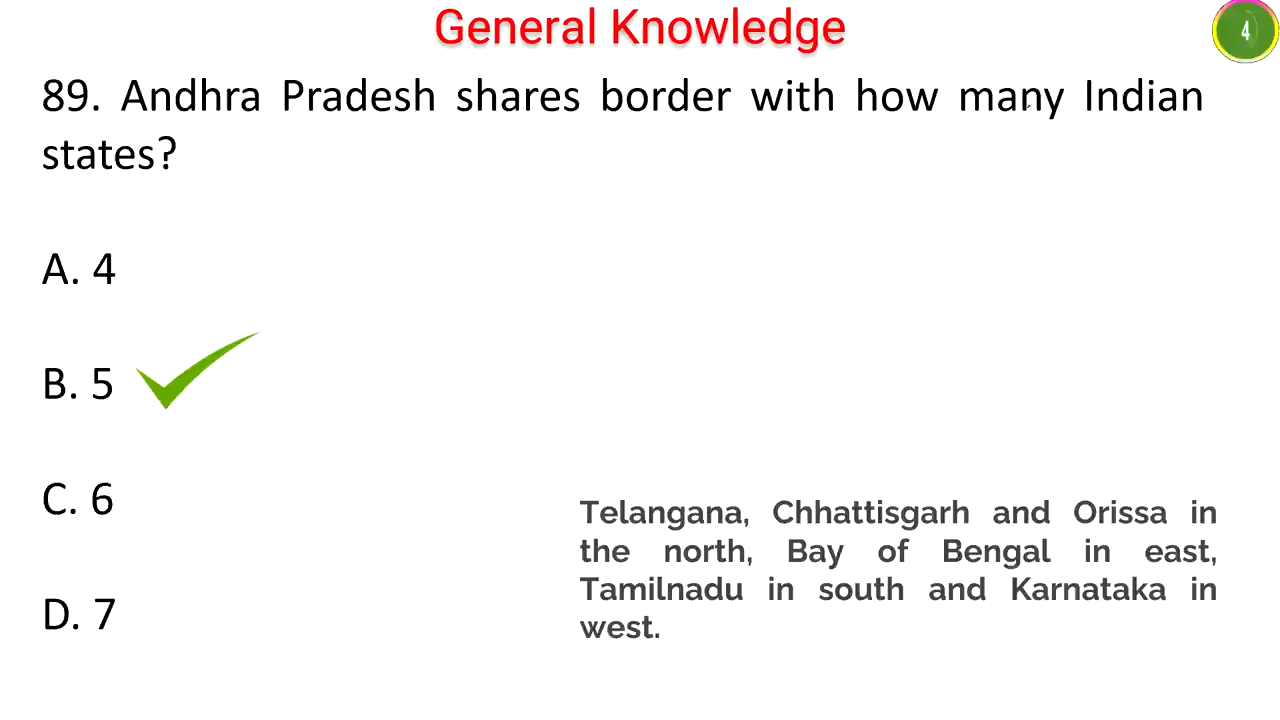 General Knowledge
4
89. Andhra Pradesh shares border with how many Indian
states?
A. 4
B. 5
C. 6
D. 7
Telangana, Chhattisgarh and Orissa in
the north, Bay of Bengal in east,
Tamilnadu in south and Karnataka in
west.